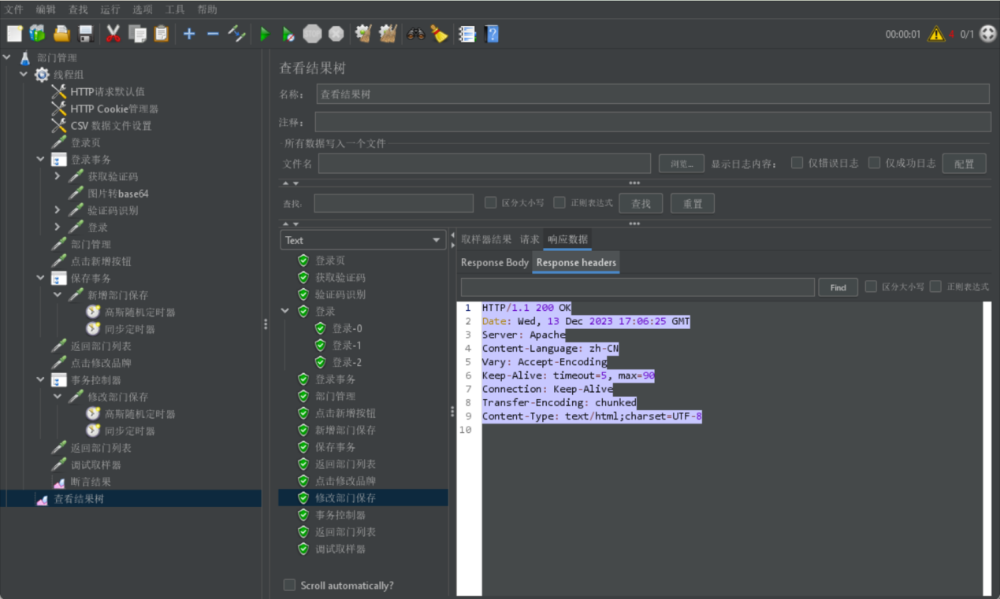 文件 编辑 查找 运行 选项 工具 帮助
00:00:01 4 0/1
部门管理
线程组
HTTP请求默认值
HTTP Cookie管理器
CSV 数据文件设置
登录页
登录事务
获取验证码
图片转base64
验证码识别
登录
部门管理
点击新增按钮
保存事务
新增部门保存
高斯随机定时器
同步定时器
返回部门列表
点击修改品牌
事务控制器
修改部门保存
高斯随机定时器
同步定时器
返回部门列表
调试取样器
断言结果
查看结果树
查看结果树
名称： 查看结果树
注释：
所有数据写入一个文件
文件名 浏览... 显示日志内容： 仅错误日志 仅成功日志 配置
查找: 区分大小写 正则表达式 查找 重置
Text
登录页
获取验证码
验证码识别
登录
登录-0
登录-1
登录-2
登录事务
部门管理
点击新增按钮
新增部门保存
保存事务
返回部门列表
点击修改品牌
修改部门保存
事务控制器
返回部门列表
调试取样器
Scroll automatically?
取样器结果 请求 响应数据
Response Body Response headers
Find 区分大小写 正则表达式
1 HTTP/1.1 200 OK
2 Date: Wed, 13 Dec 2023 17:06:25 GMT
3 Server: Apache
4 Content-Language: zh-CN
5 Vary: Accept-Encoding
6 Keep-Alive: timeout=5, max=90
7 Connection: Keep-Alive
8 Transfer-Encoding: chunked
9 Content-Type: text/html;charset=UTF-8
10